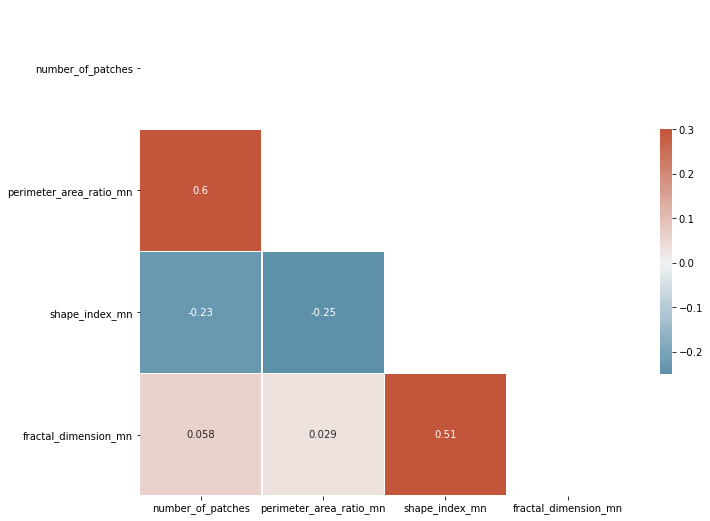 number_of_patches
perimeter_area_ratio_mn
0.6
shape_index_mn
-0.23
-0.25
fractal_dimension_mn
0.058
0.029
0.51
number_of_patches
perimeter_area_ratio_mn
shape_index_mn
fractal_dimension_mn
0.3
0.2
0.1
0.0
−0.1
−0.2